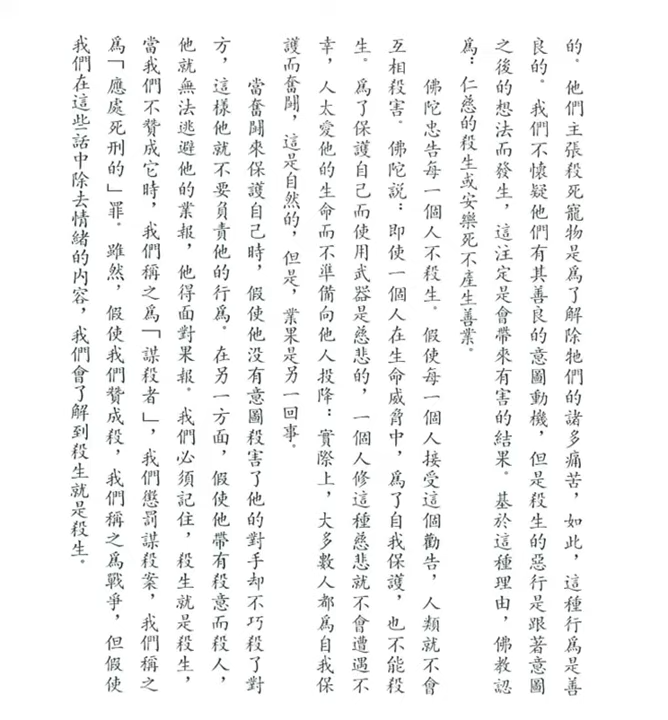 的。他們主張殺死寵物是爲了解除牠們的諸多痛苦，如此，這種行爲是善
良的。我們不懷疑他們有其善良的意圖動機，但是殺生的惡行是跟著意圖
之後的想法而發生，這注定是會帶來有害的結果。基於這種理由，佛教認
爲：仁慈的殺生或安樂死不產生善業。
佛陀忠告每一個人不殺生。假使每一個人接受這個勸告，人類就不會
互相殺害。佛陀説：即使一個人在生命威脅中，爲了自我保護，也不能殺
生。爲了保護自己而使用武器是慈悲的，一個人修這種慈悲就不會遭遇不
幸，人太愛他的生命而不準備向他人投降：實際上，大多數人都爲自我保
護而奮鬪，這是自然的，但是，業果是另一回事。
當奮鬪來保護自己時，假使他没有意圖殺害了他的對手却不巧殺了對
方，這樣他就不要負責他的行爲。在另一方面，假使他帶有殺意而殺人，
他就無法逃避他的業報，他得面對果報。我們必須記住，殺生就是殺生，
當我們不贊成它時，我們稱之爲「謀殺者」，我們懲罰謀殺案，我們稱之
爲「應處死刑的」罪。雖然，假使我們贊成殺，我們稱之爲戰爭，但假使
我們在這些話中除去情緒的内容，我們會了解到殺生就是殺生。